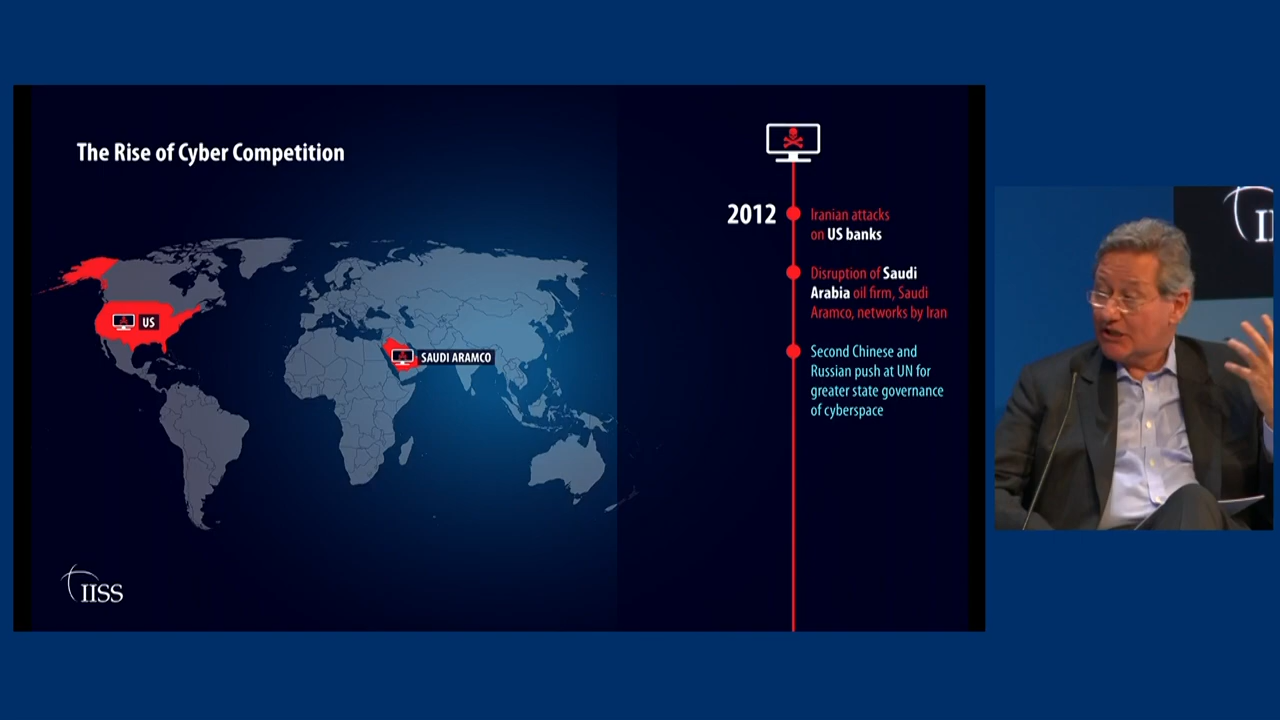 The Rise of Cyber Competition
US
SAUDI ARAMCO
IISS
2012
Iranian attacks
on US banks
Disruption of Saudi
Arabia oil firm, Saudi
Aramco, networks by Iran
Second Chinese and
Russian push at UN for
greater state governance
of cyberspace